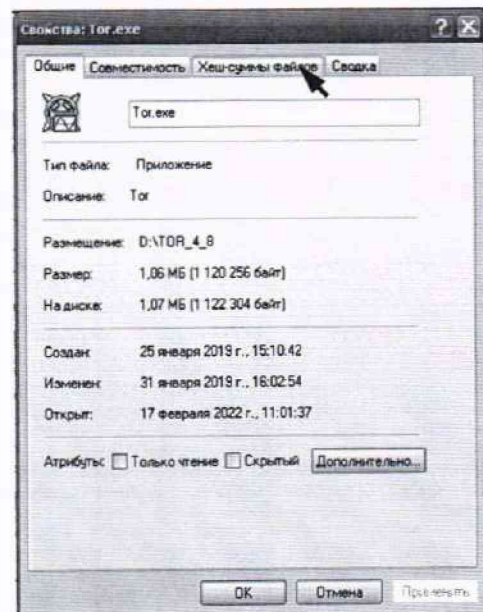 Свойства: Tor.exe
Общие Совместимость Хеш-суммы файлов Сводка
Tor.exe
Тип файла: Приложение
Описание: Tor
Размещение: D:\TOR_4_8
Размер: 1,06 МБ (1 120 256 байт)
На диске: 1,07 МБ (1 122 304 байт)
Создан: 25 января 2019 г., 15:10:42
Изменен: 31 января 2019 г., 16:02:54
Открыт: 17 февраля 2022 г., 11:01:37
Атрибуты: Только чтение Скрытый Дополнительно...
OK Отмена Применить